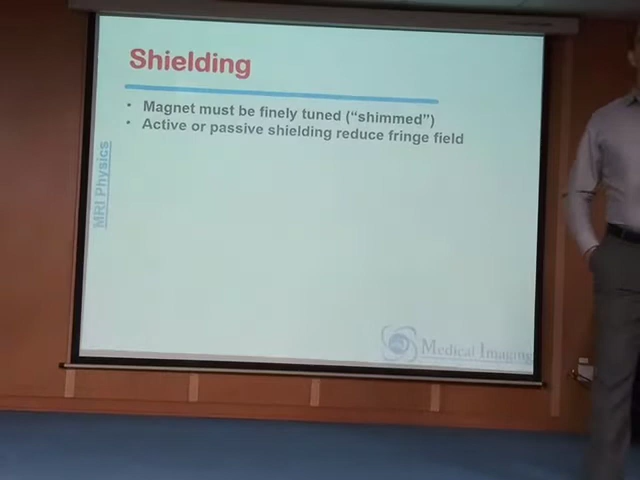 Shielding
• Magnet must be finely tuned (“shimmed”)
• Active or passive shielding reduce fringe field
MRI Physics
Medical Imaging